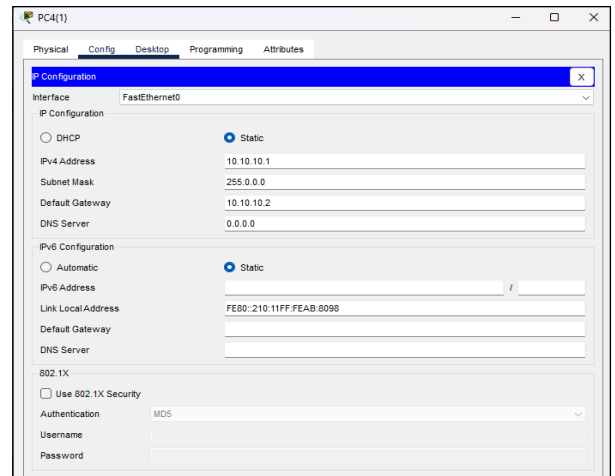 PC4(1)
Physical Config Desktop Programming Attributes
IP Configuration X
Interface FastEthernet0
IP Configuration
DHCP Static
IPv4 Address 10.10.10.1
Subnet Mask 255.0.0.0
Default Gateway 10.10.10.2
DNS Server 0.0.0.0
IPv6 Configuration
Automatic Static
IPv6 Address /
Link Local Address FE80::210:11FF:FEAB:8098
Default Gateway
DNS Server
802.1X
Use 802.1X Security
Authentication MD5
Username
Password